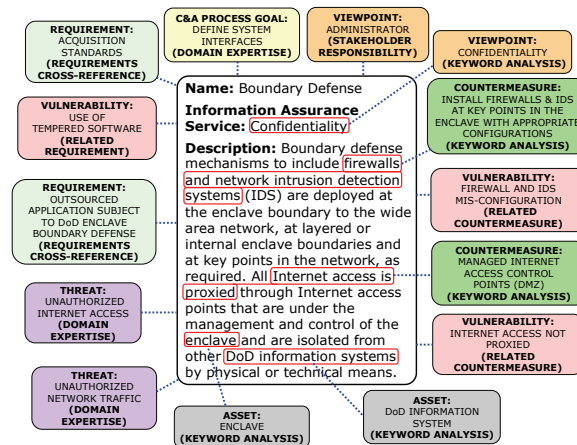 REQUIREMENT:
ACQUISITION
STANDARDS
(REQUIREMENTS
CROSS-REFERENCE)
C&A PROCESS GOAL:
DEFINE SYSTEM
INTERFACES
(DOMAIN EXPERTISE)
VIEWPOINT:
ADMINISTRATOR
(STAKEHOLDER
RESPONSIBILITY)
VIEWPOINT:
CONFIDENTIALITY
(KEYWORD ANALYSIS)
VULNERABILITY:
USE OF
TEMPERED SOFTWARE
(RELATED
REQUIREMENT)
REQUIREMENT:
OUTSOURCED
APPLICATION SUBJECT
TO DoD ENCLAVE
BOUNDARY DEFENSE
(REQUIREMENTS
CROSS-REFERENCE)
THREAT:
UNAUTHORIZED
INTERNET ACCESS
(DOMAIN
EXPERTISE)
THREAT:
UNAUTHORIZED
NETWORK TRAFFIC
(DOMAIN
EXPERTISE)
Name: Boundary Defense
Information Assurance
Service: Confidentiality
Description: Boundary defense
mechanisms to include firewalls
and network intrusion detection
systems (IDS) are deployed at
the enclave boundary to the wide
area network, at layered or
internal enclave boundaries and
at key points in the network, as
required. All Internet access is
proxied through Internet access
points that are under the
management and control of the
enclave and are isolated from
other DoD information systems
by physical or technical means.
COUNTERMEASURE:
INSTALL FIREWALLS & IDS
AT KEY POINTS IN THE
ENCLAVE WITH APPROPRIATE
CONFIGURATIONS
(KEYWORD ANALYSIS)
VULNERABILITY:
FIREWALL AND IDS
MIS-CONFIGURATION
(RELATED
COUNTERMEASURE)
COUNTERMEASURE:
MANAGED INTERNET
ACCESS CONTROL
POINTS (DMZ)
(KEYWORD ANALYSIS)
VULNERABILITY:
INTERNET ACCESS NOT
PROXIED
(RELATED
COUNTERMEASURE)
ASSET:
ENCLAVE
(KEYWORD ANALYSIS)
ASSET:
DoD INFORMATION
SYSTEM
(KEYWORD ANALYSIS)